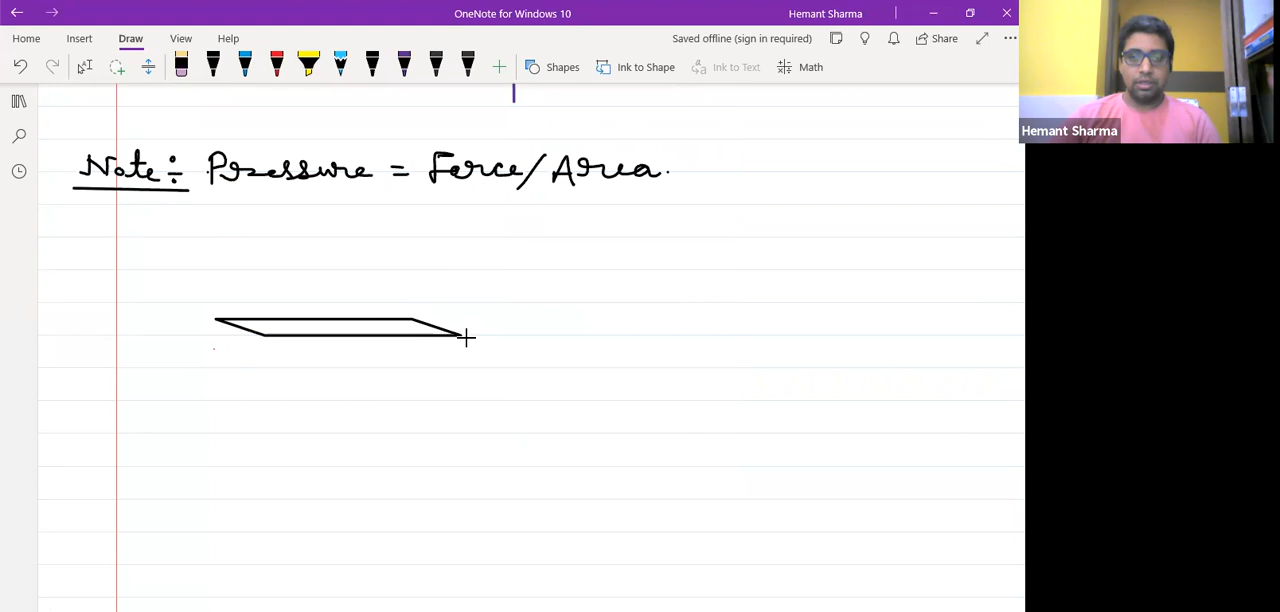 OneNote for Windows 10
Hemant Sharma
Home Insert Draw View Help
Saved offline (sign in required)
Share
Shapes
Ink to Shape
Ink to Text
Math
Hemant Sharma
Note:- Pressure = Force/Area.